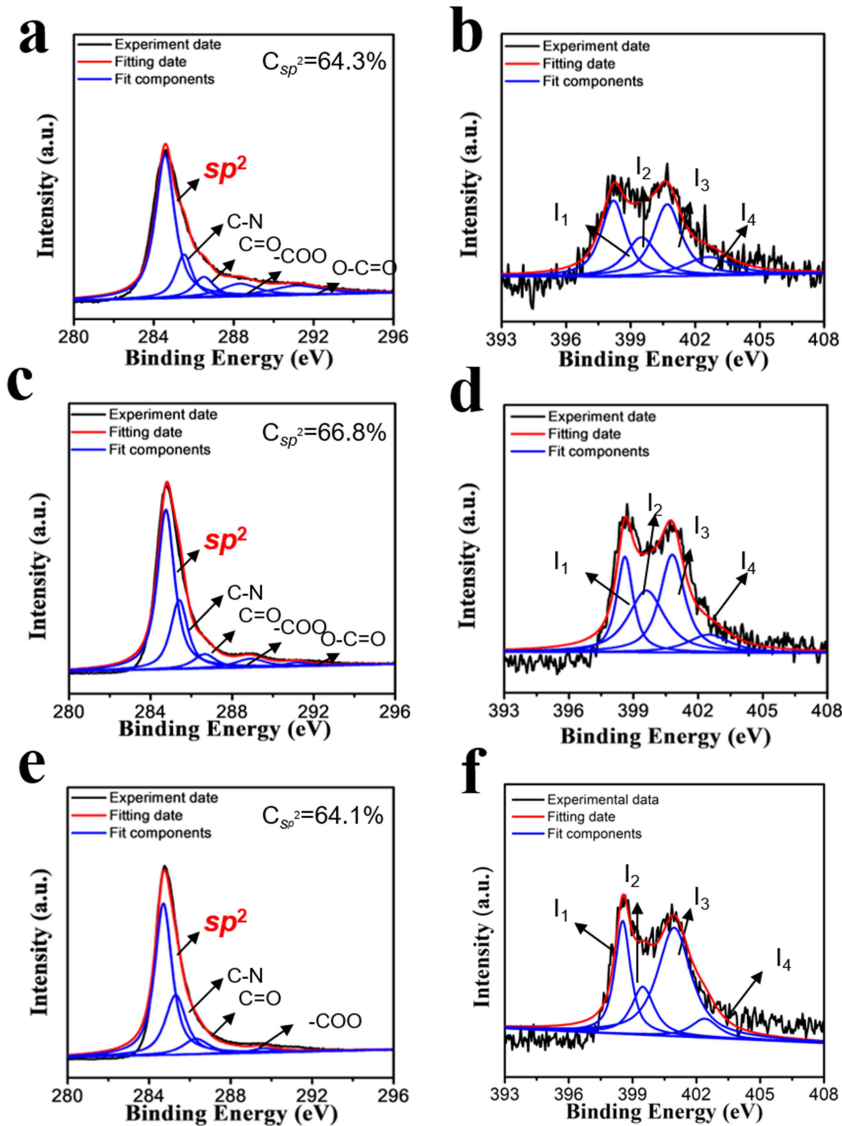 a
Experiment date
Fitting date
Fit components
Csp²=64.3%
sp²
C-N
C=O
-COO
O-C=O
Intensity (a.u.)
280 284 288 292 296
Binding Energy (eV)
b
Experiment date
Fitting date
Fit components
I1
I2
I3
I4
Intensity (a.u.)
393 396 399 402 405 408
Binding Energy (eV)
c
Experiment date
Fitting date
Fit components
Csp²=66.8%
sp²
C-N
C=O
-COO
O-C=O
Intensity (a.u.)
280 284 288 292 296
Binding Energy (eV)
d
Experiment date
Fitting date
Fit components
I1
I2
I3
I4
Intensity (a.u.)
393 396 399 402 405 408
Binding Energy (eV)
e
Experiment date
Fitting date
Fit components
Csp²=64.1%
sp²
C-N
C=O
-COO
Intensity (a.u.)
280 284 288 292 296
Binding Energy (eV)
f
Experimental data
Fitting date
Fit components
I1
I2
I3
I4
Intensity (a.u.)
393 396 399 402 405 408
Binding Energy (eV)